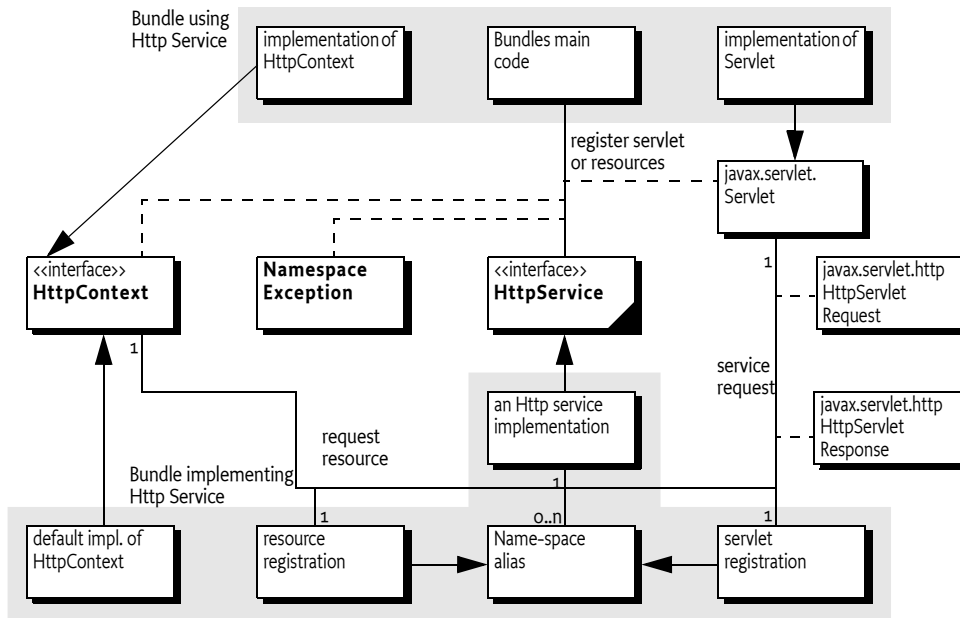 Bundle using
Http Service
implementation of
HttpContext
Bundles main
code
implementation of
Servlet
register servlet
or resources
javax.servlet.
Servlet
<<interface>>
HttpContext
Namespace
Exception
<<interface>>
HttpService
1
javax.servlet.http
HttpServlet
Request
1
service
request
an Http service
implementation
javax.servlet.http
HttpServlet
Response
request
resource
Bundle implementing
Http Service
1
1
0..n
1
default impl. of
HttpContext
resource
registration
Name-space
alias
servlet
registration